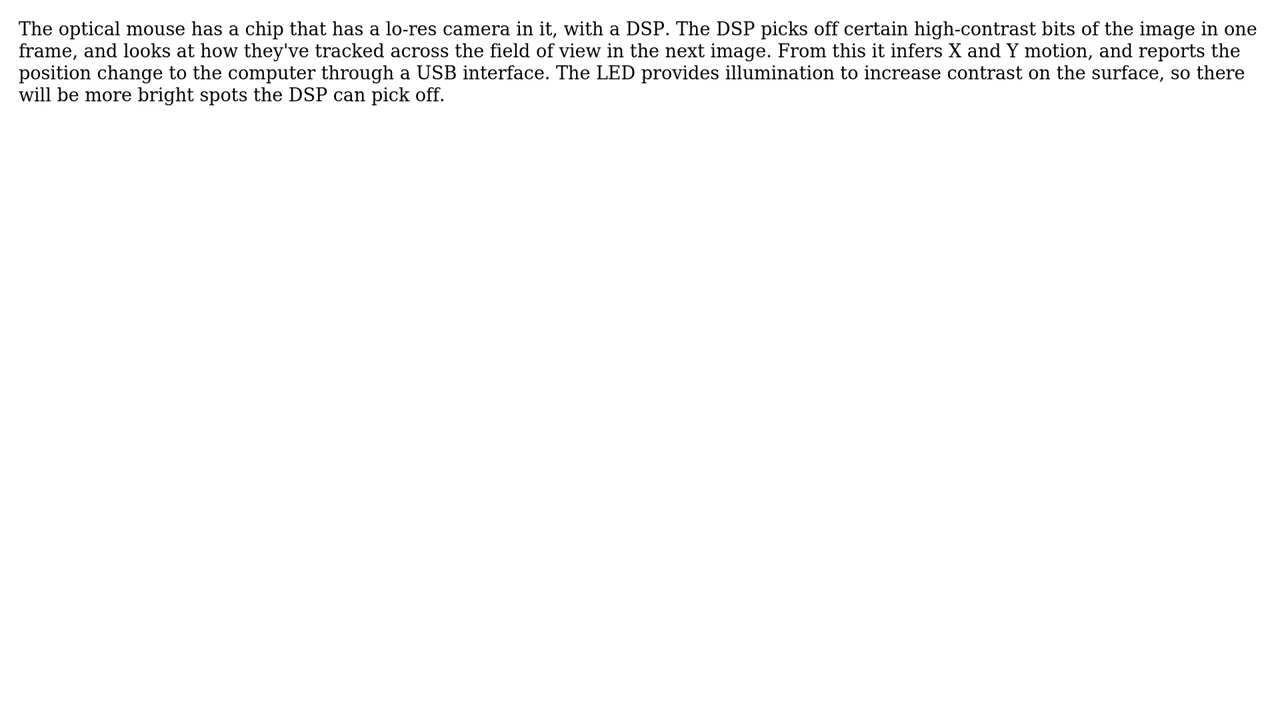 The optical mouse has a chip that has a lo-res camera in it, with a DSP. The DSP picks off certain high-contrast bits of the image in one
frame, and looks at how they've tracked across the field of view in the next image. From this it infers X and Y motion, and reports the
position change to the computer through a USB interface. The LED provides illumination to increase contrast on the surface, so there
will be more bright spots the DSP can pick off.